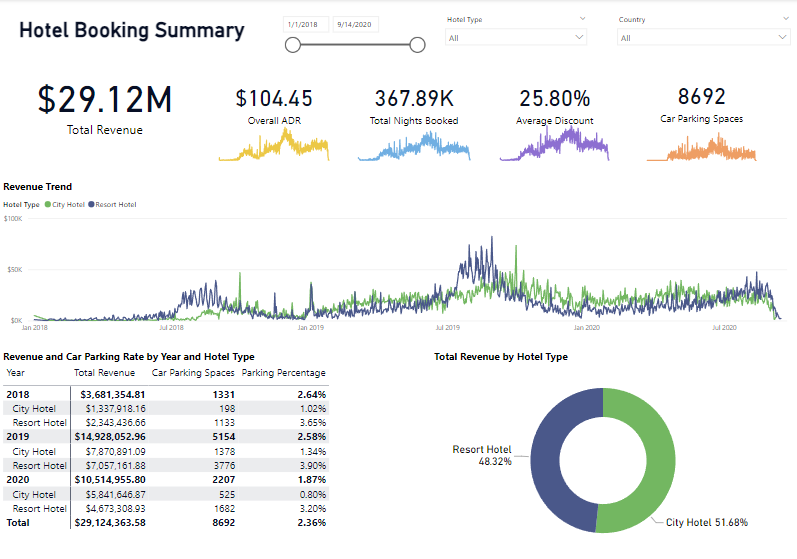 Hotel Booking Summary
1/1/2018 9/14/2020
Hotel Type
All
Country
All
$29.12M
Total Revenue
$104.45
Overall ADR
367.89K
Total Nights Booked
25.80%
Average Discount
8692
Car Parking Spaces
Revenue Trend
Hotel Type City Hotel Resort Hotel
$100K
$50K
$0K
Jan 2018 Jul 2018 Jan 2019 Jul 2019 Jan 2020 Jul 2020
Revenue and Car Parking Rate by Year and Hotel Type
Year Total Revenue Car Parking Spaces Parking Percentage
2018 $3,681,354.81 1331 2.64%
City Hotel $1,337,918.16 198 1.02%
Resort Hotel $2,343,436.66 1133 3.65%
2019 $14,928,052.96 5154 2.58%
City Hotel $7,870,891.09 1378 1.34%
Resort Hotel $7,057,161.88 3776 3.90%
2020 $10,514,955.80 2207 1.87%
City Hotel $5,841,646.87 525 0.80%
Resort Hotel $4,673,308.93 1682 3.20%
Total $29,124,363.58 8692 2.36%
Total Revenue by Hotel Type
Resort Hotel
48.32%
City Hotel 51.68%